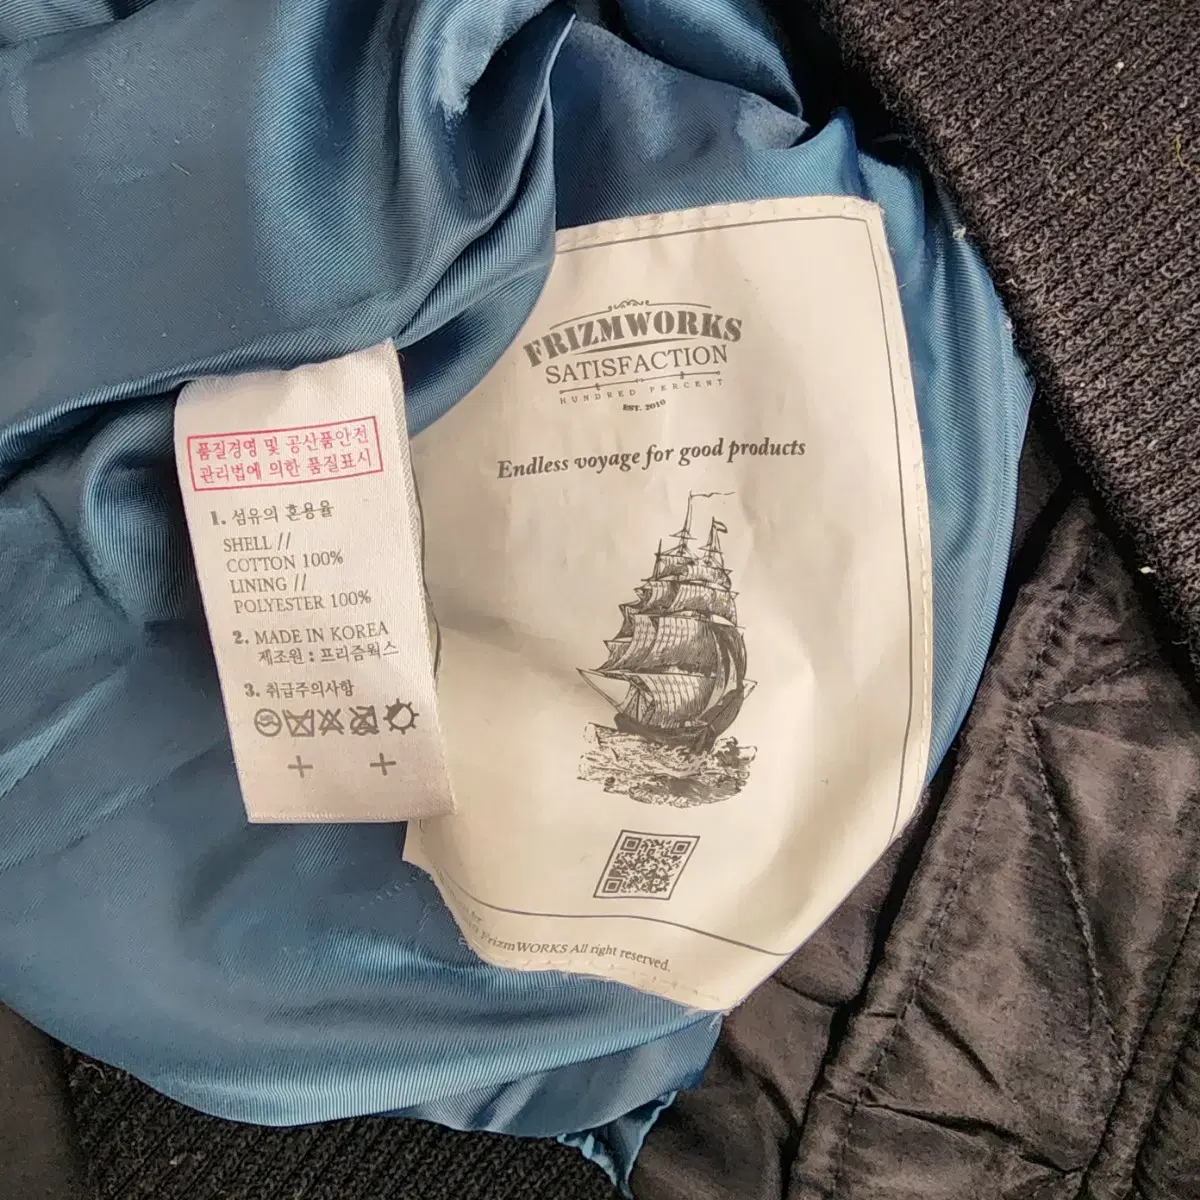 품질경영 및 공산품안전
관리법에 의한 품질표시
1. 섬유의 혼용율
SHELL //
COTTON 100%
LINING //
POLYESTER 100%
2. MADE IN KOREA
제조원 : 프리즘웍스
3. 취급주의사항
FRIZMWORKS
SATISFACTION
HUNDRED PERCENT
EST. 2010
Endless voyage for good products
by
FrizmWORKS All right reserved.